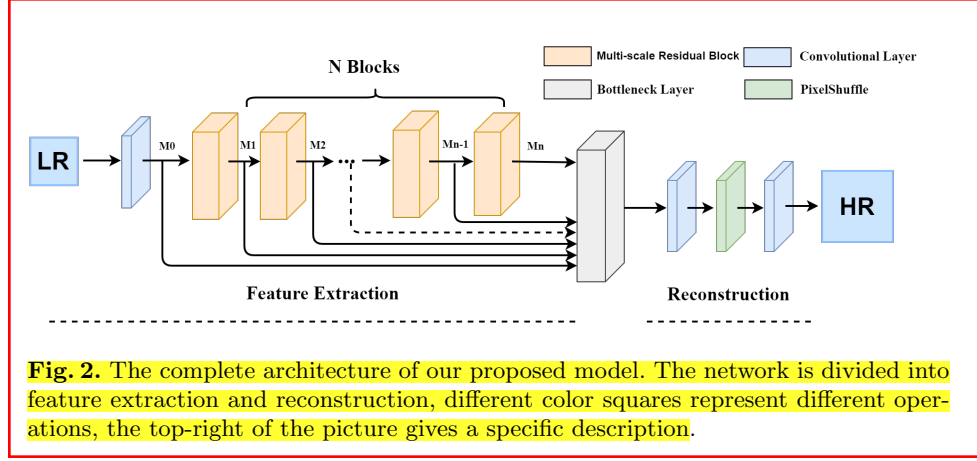 N Blocks
Multi-scale Residual Block
Convolutional Layer
Bottleneck Layer
PixelShuffle
LR
M0
M1
M2
...
Mn-1
Mn
HR
Feature Extraction
Reconstruction
Fig. 2. The complete architecture of our proposed model. The network is divided into
feature extraction and reconstruction, different color squares represent different oper-
ations, the top-right of the picture gives a specific description.